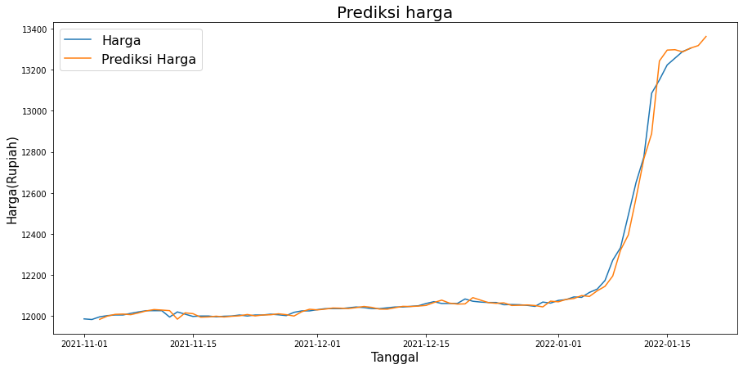 Prediksi harga
Harga
Prediksi Harga
Harga(Rupiah)
13400
13200
13000
12800
12600
12400
12200
12000
2021-11-01 2021-11-15 2021-12-01 2021-12-15 2022-01-01 2022-01-15
Tanggal